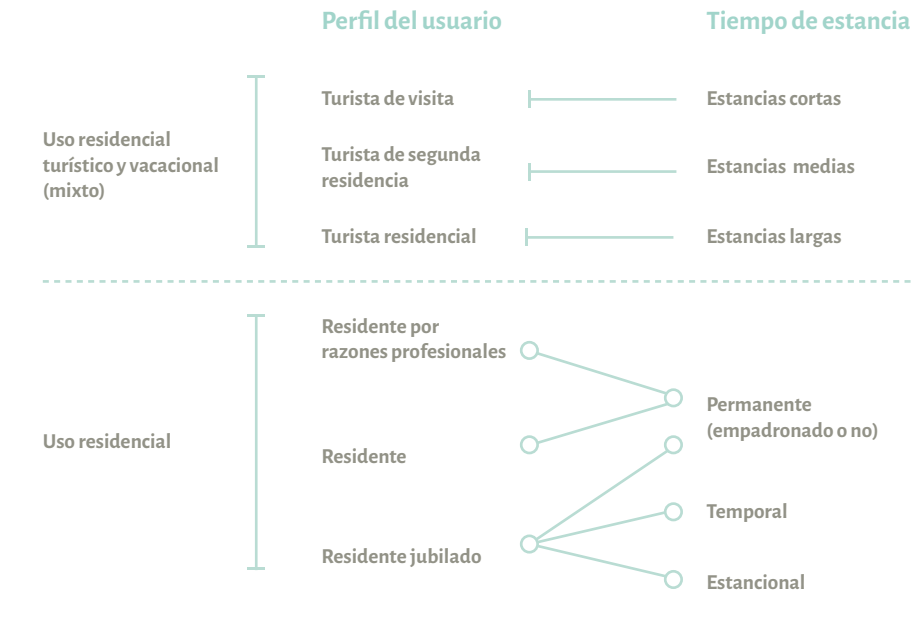 Perfil del usuario
Tiempo de estancia
Uso residencial
turístico y vacacional
(mixto)
Turista de visita
Estancias cortas
Turista de segunda
residencia
Estancias medias
Turista residencial
Estancias largas
Uso residencial
Residente por
razones profesionales
Residente
Residente jubilado
Permanente
(empadronado o no)
Temporal
Estancional